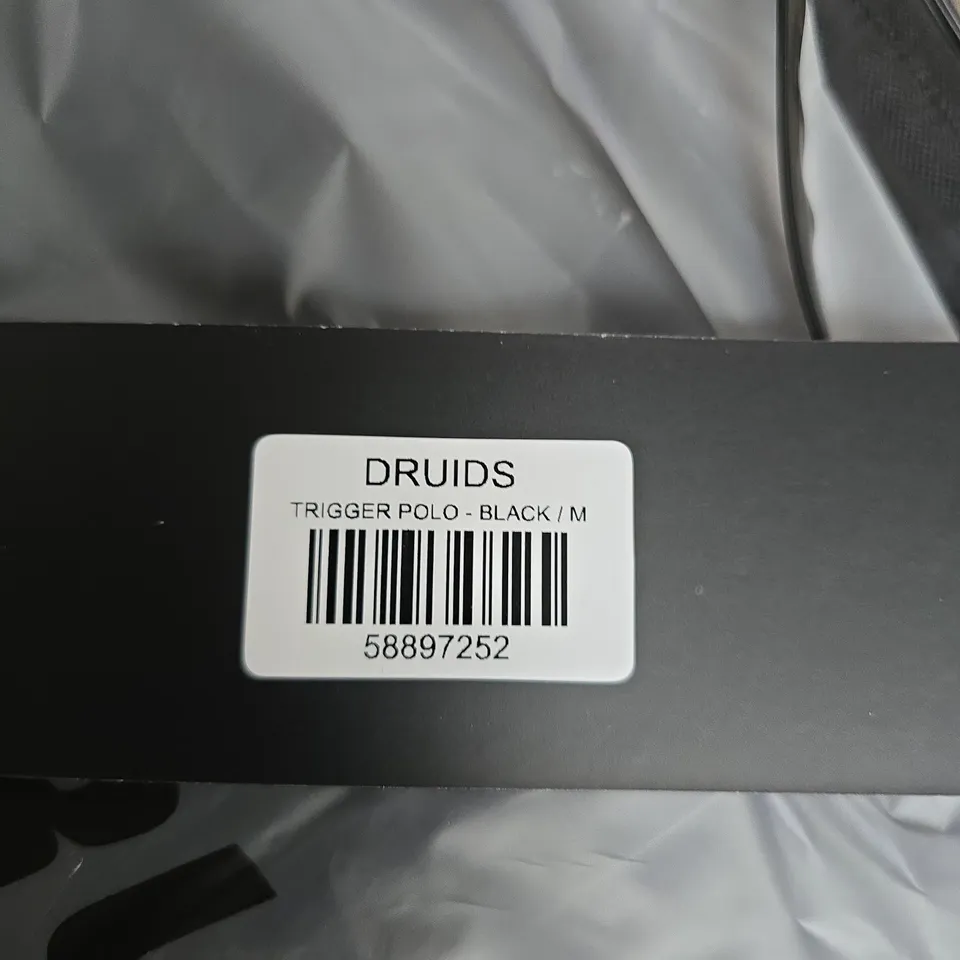 DRUIDS
TRIGGER POLO - BLACK / M
58897252